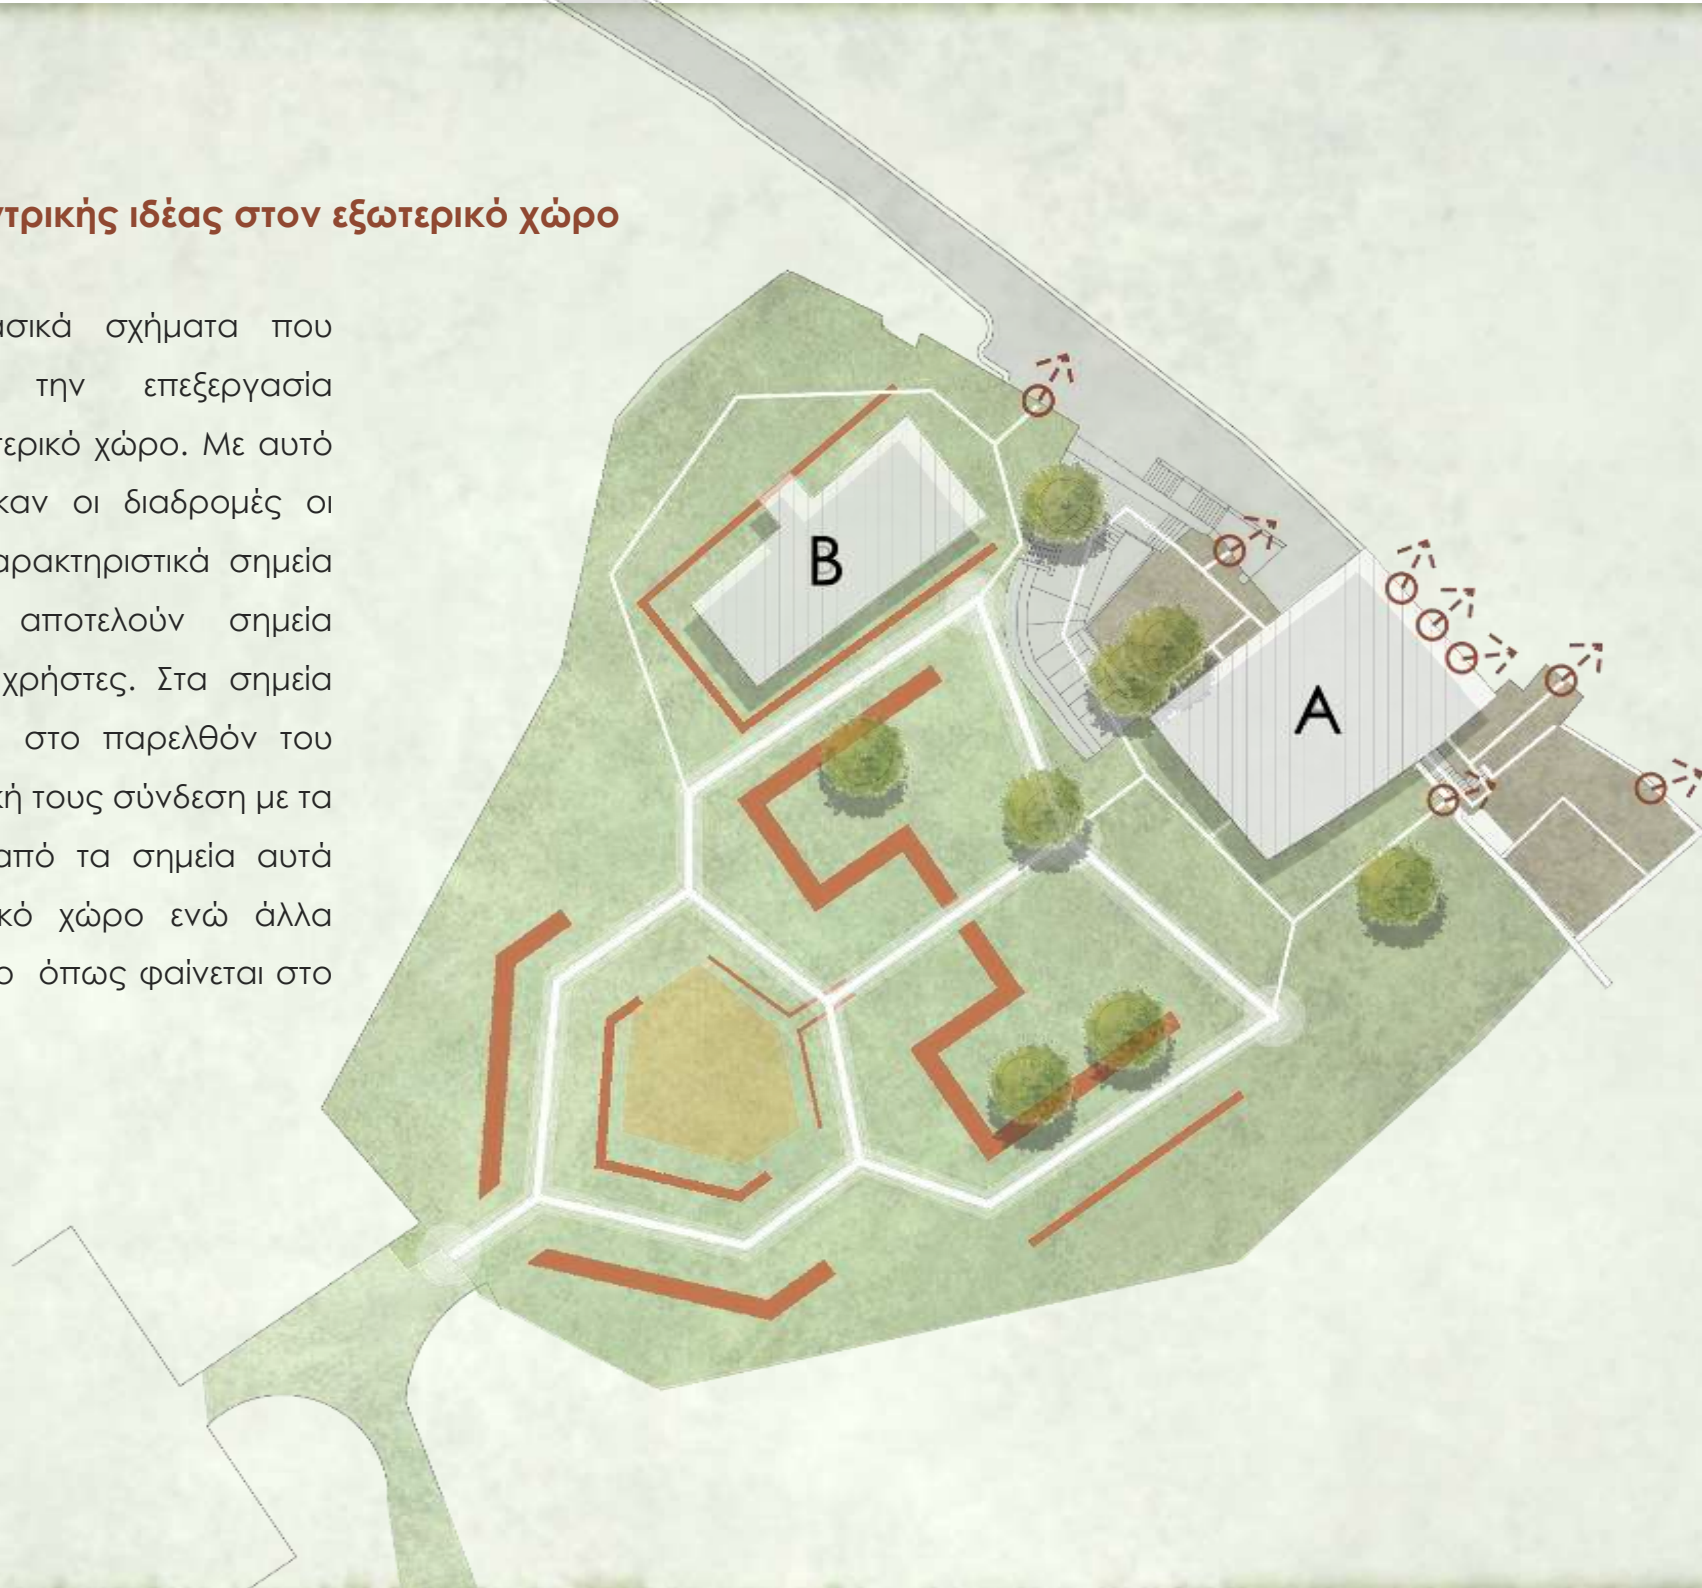 ντρικής ιδέας στον εξωτερικό χώρο
ασικά σχήματα που
την επεξεργασία
τερικό χώρο. Με αυτό
καν οι διαδρομές οι
αρακτηριστικά σημεία
αποτελούν σημεία
χρήστες. Στα σημεία
στο παρελθόν του
κή τους σύνδεση με τα
από τα σημεία αυτά
κό χώρο ενώ άλλα
ο όπως φαίνεται στο
B
A